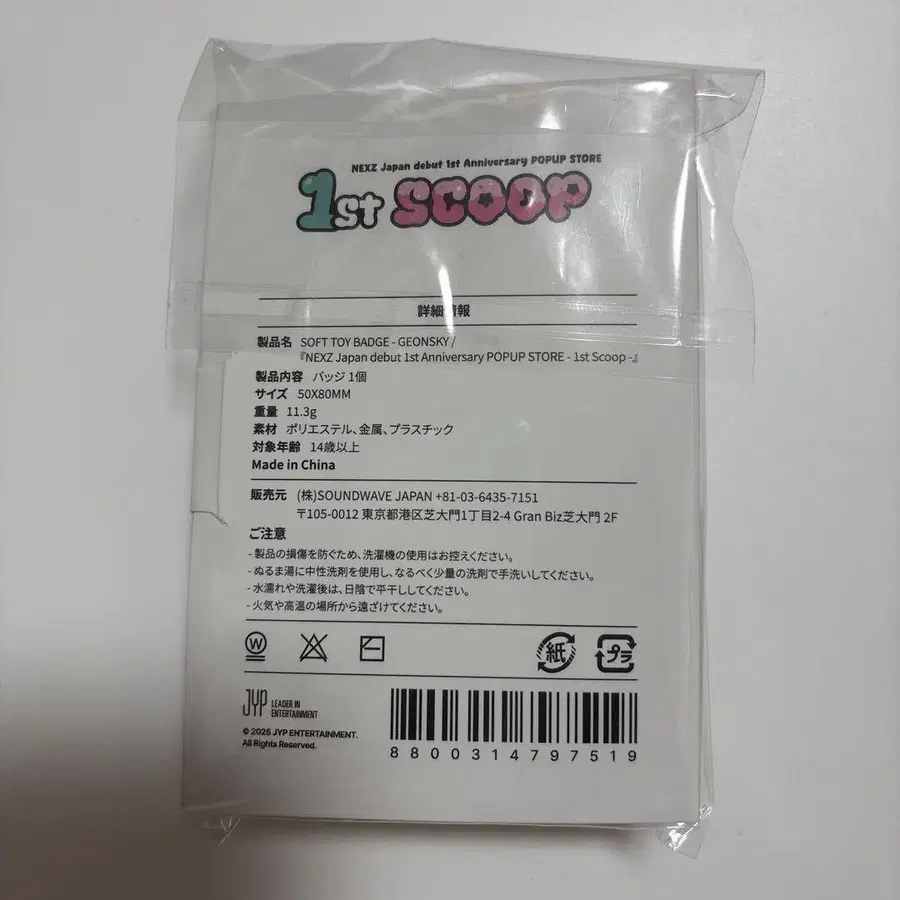 NEXZ Japan debut 1st Anniversary POPUP STORE
1st SCOOP
詳細情報
製品名 SOFT TOY BADGE - GEONSKY /
『NEXZ Japan debut 1st Anniversary POPUP STORE - 1st Scoop -』
製品内容 バッジ 1個
サイズ 50X80MM
重量 11.3g
素材 ポリエステル、金属、プラスチック
対象年齢 14歳以上
Made in China
販売元 (株)SOUNDWAVE JAPAN +81-03-6435-7151
〒105-0012 東京都港区芝大門1丁目2-4 Gran Biz芝大門 2F
ご注意
- 製品の損傷を防ぐため、洗濯機の使用はお控えください。
- ぬるま湯に中性洗剤を使用し、なるべく少量の洗剤で手洗いしてください。
- 水濡れや洗濯後は、日陰で平干ししてください。
- 火気や高温の場所から遠ざけてください。
W 紙 プラ
JYP LEADER IN
ENTERTAINMENT
© 2025 JYP ENTERTAINMENT.
All Rights Reserved.
8800314797519